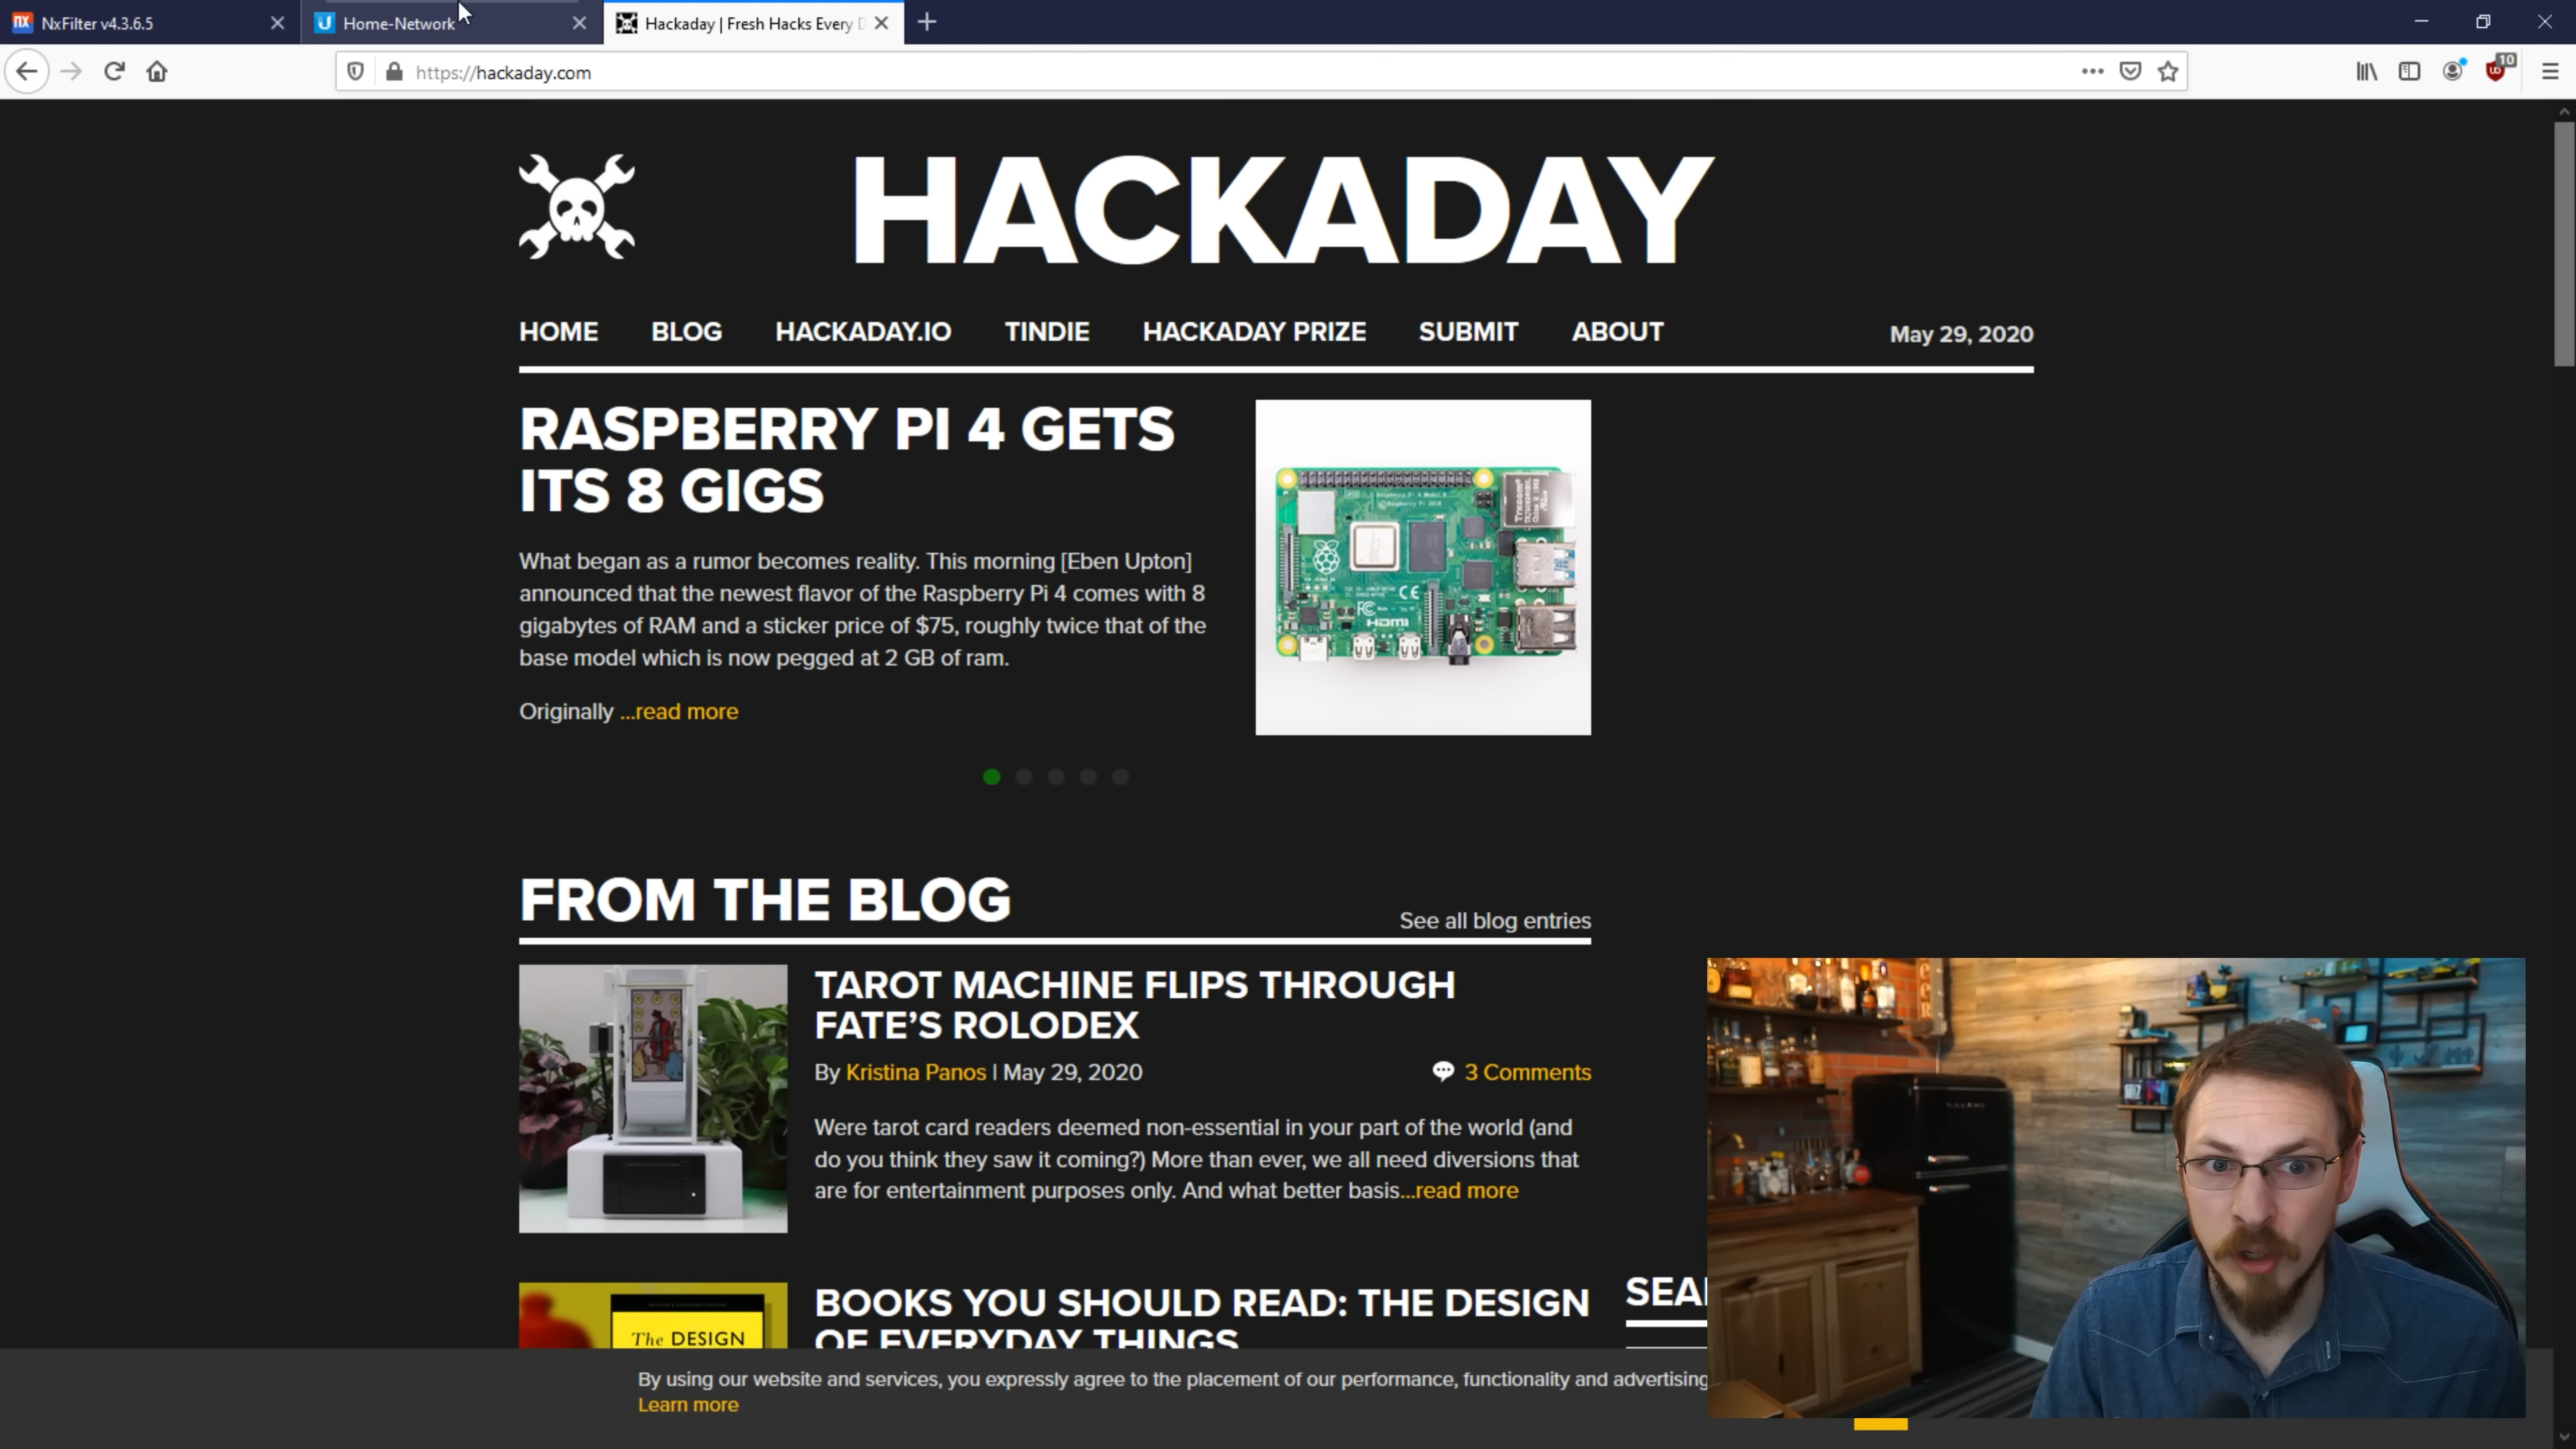 NxFilter v4.3.6.5
Home-Network
Hackaday | Fresh Hacks Every D
https://hackaday.com
10
HACKADAY
HOME BLOG HACKADAY.IO TINDIE HACKADAY PRIZE SUBMIT ABOUT May 29, 2020
RASPBERRY PI 4 GETS
ITS 8 GIGS
What began as a rumor becomes reality. This morning [Eben Upton]
announced that the newest flavor of the Raspberry Pi 4 comes with 8
gigabytes of RAM and a sticker price of $75, roughly twice that of the
base model which is now pegged at 2 GB of ram.
Originally ...read more
HDMI
FC CE
FROM THE BLOG
See all blog entries
TAROT MACHINE FLIPS THROUGH
FATE'S ROLODEX
By Kristina Panos | May 29, 2020
3 Comments
Were tarot card readers deemed non-essential in your part of the world (and
do you think they saw it coming?) More than ever, we all need diversions that
are for entertainment purposes only. And what better basis...read more
The DESIGN
BOOKS YOU SHOULD READ: THE DESIGN
OF EVERYDAY THINGS
SEA
By using our website and services, you expressly agree to the placement of our performance, functionality and advertising
Learn more